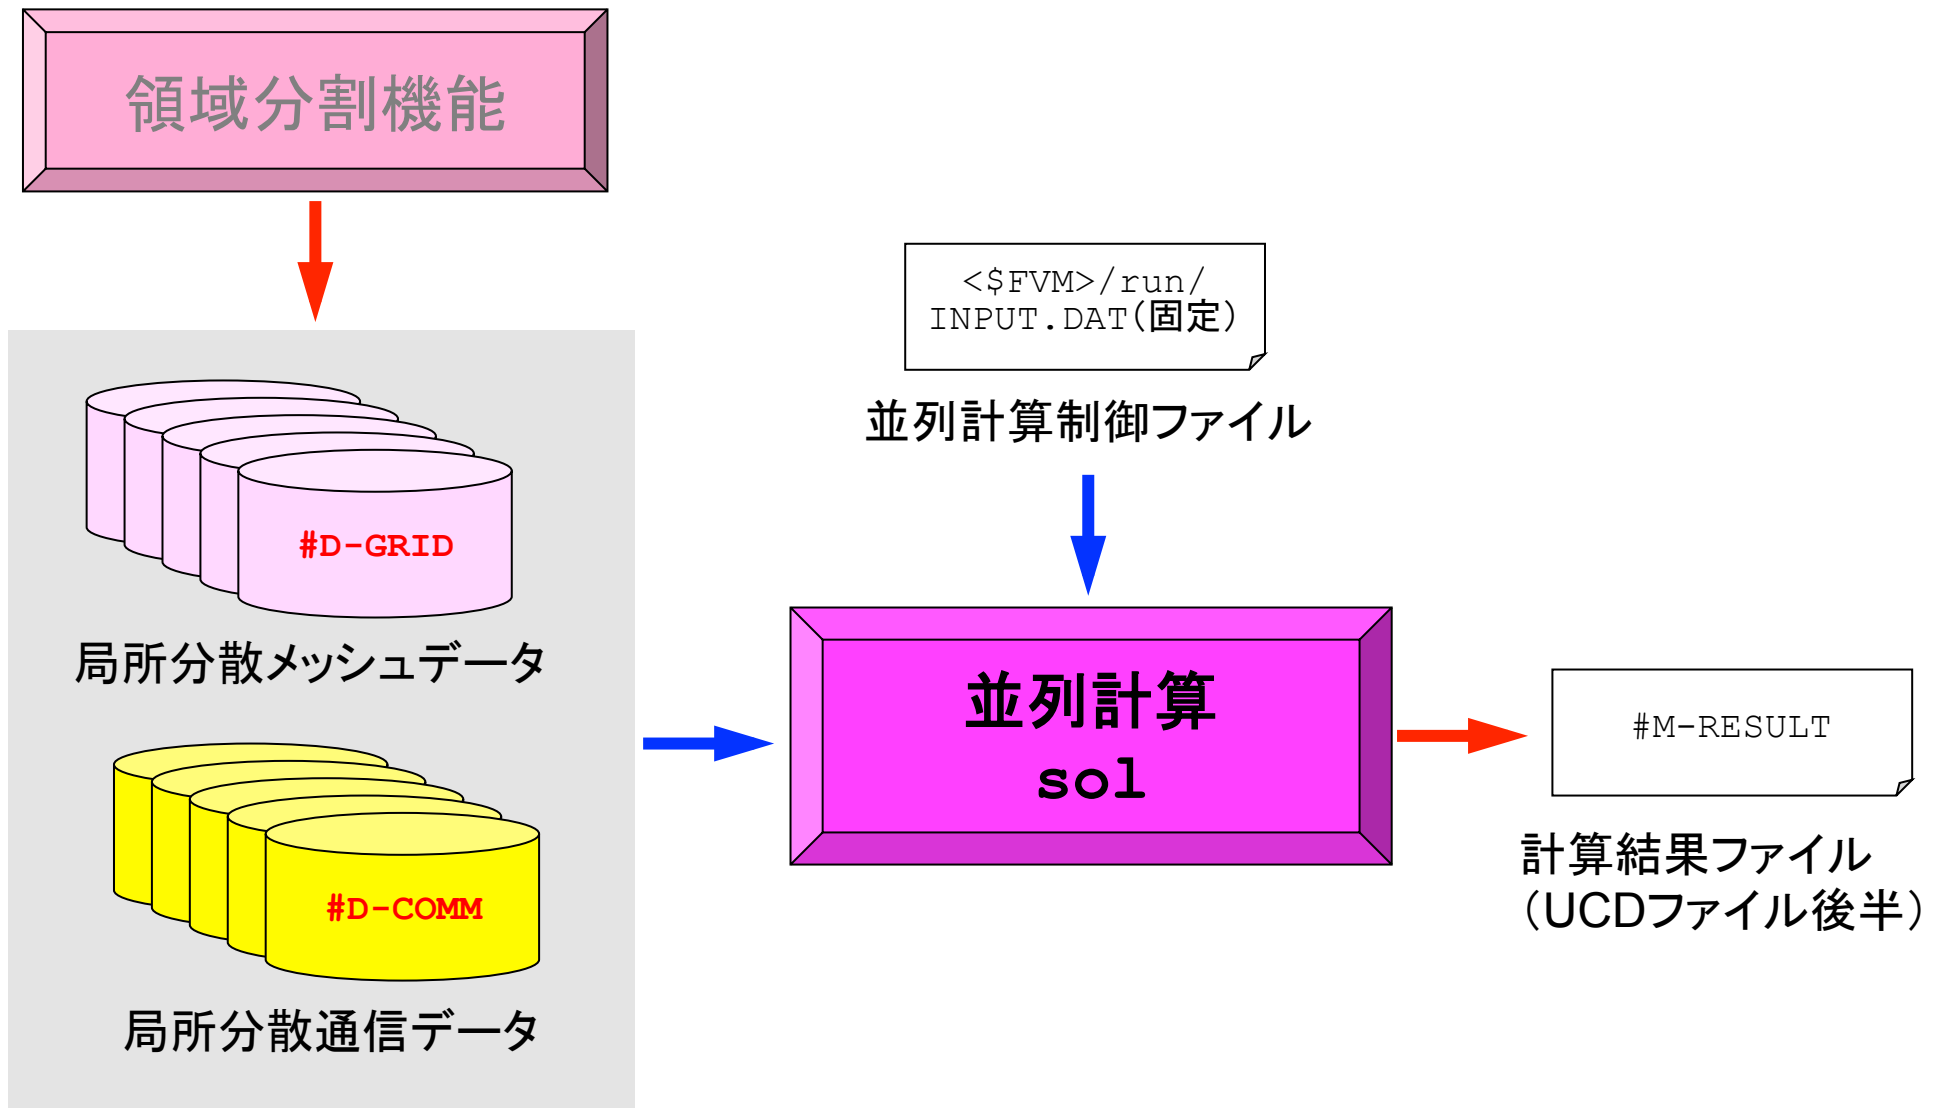 領域分割機能
<$FVM>/run/
INPUT.DAT(固定)
並列計算制御ファイル
#D-GRID
局所分散メッシュデータ
#D-COMM
局所分散通信データ
並列計算
sol
#M-RESULT
計算結果ファイル
（UCDファイル後半）